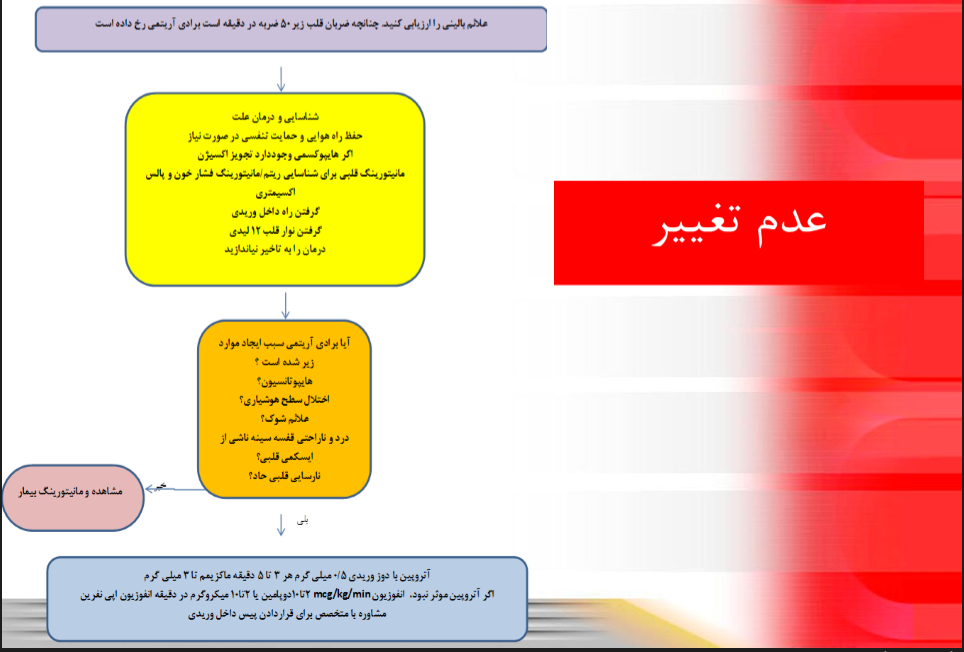 علائم بالینی را ارزیابی کنید. چنانچه ضربان قلب زیر ۵۰ ضربه در دقیقه است برادی آریتمی رخ داده است
عدم تغییر
شناسایی و درمان علت
حفظ راه هوایی و حمایت تنفسی در صورت نیاز
اگر هایپوکسمی وجوددارد تجویز اکسیژن
مانیتورینگ قلبی برای شناسایی ریتم/مانیتورینگ فشار خون و پالس
اکسیمتری
گرفتن راه داخل وریدی
گرفتن نوار قلب ۱۲ لیدی
درمان را به تاخیر نیاندازید
آیا برادی آریتمی سبب ایجاد موارد
زیر شده است ؟
هایپوتانسیون؟
اختلال سطح هوشیاری؟
علائم شوک؟
درد و ناراحتی قفسه سینه ناشی از
ایسکمی قلبی؟
نارسایی قلبی حاد؟
خیر
مشاهده و مانیتورینگ بیمار
بلی
آتروپین با دوز وریدی ۰/۵ میلی گرم هر ۳ تا ۵ دقیقه ماکزیمم تا ۳ میلی گرم
اگر آتروپین موثر نبود. انفوزیون mcg/kg/min ۲تا۱۰دوپامین یا ۲تا۱۰ میکروگرم در دقیقه انفوزیون اپی نفرین
مشاوره با متخصص برای قراردادن پیس داخل وریدی